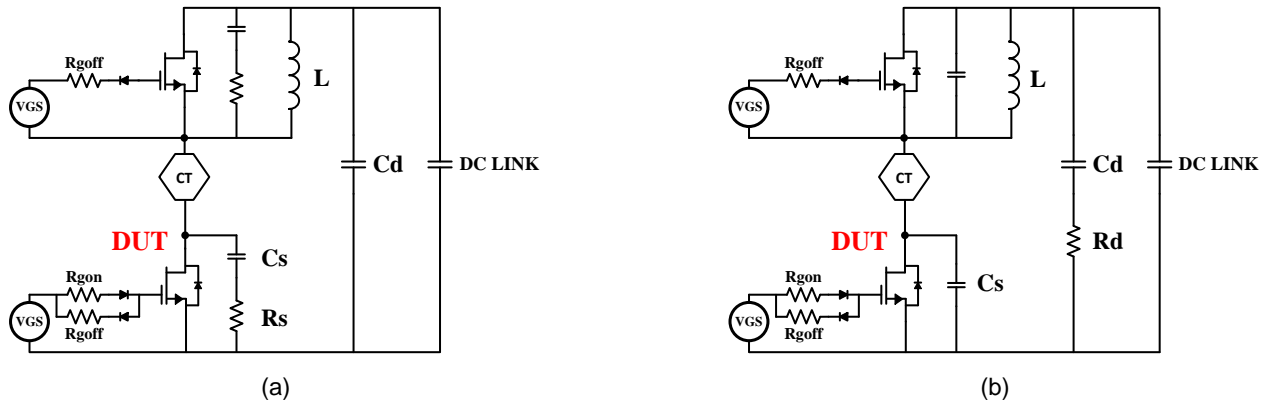 Rgoff
VGS
L
CT
Cd
DC LINK
DUT
Cs
Rgon
VGS
Rgoff
Rs
(a)
Rgoff
VGS
L
CT
Cd
DC LINK
DUT
Rd
Cs
Rgon
VGS
Rgoff
(b)